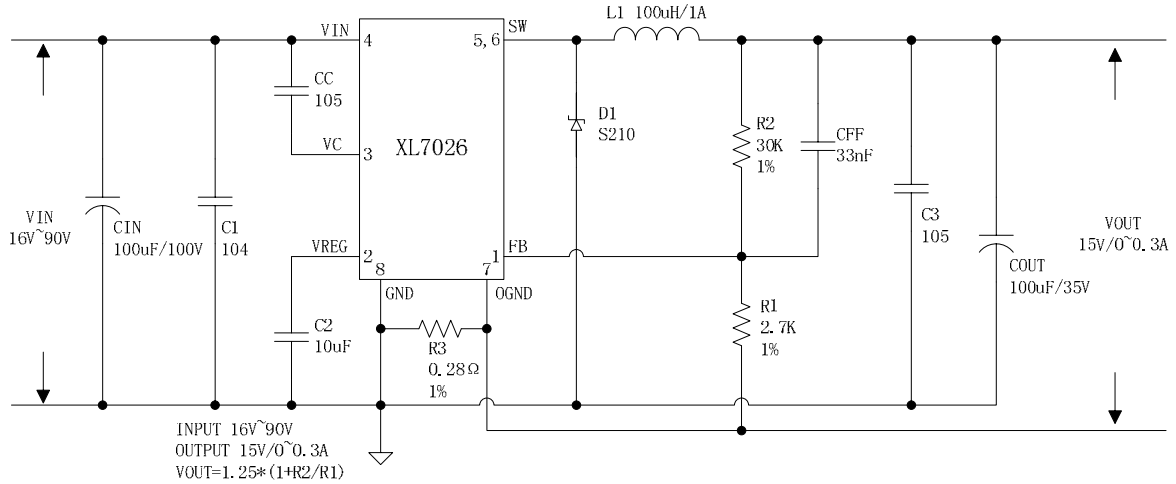 L1 100uH/1A
VIN
4
5,6
SW
CC
105
VC
3
XL7026
D1
S210
R2
30K
1%
CFF
33nF
VIN
16V~90V
CIN
100uF/100V
C1
104
VREG
2
8
GND
1
FB
7
OGND
C3
105
VOUT
15V/0~0.3A
COUT
100uF/35V
C2
10uF
R3
0.28Ω
1%
R1
2.7K
1%
INPUT 16V~90V
OUTPUT 15V/0~0.3A
VOUT=1.25*(1+R2/R1)